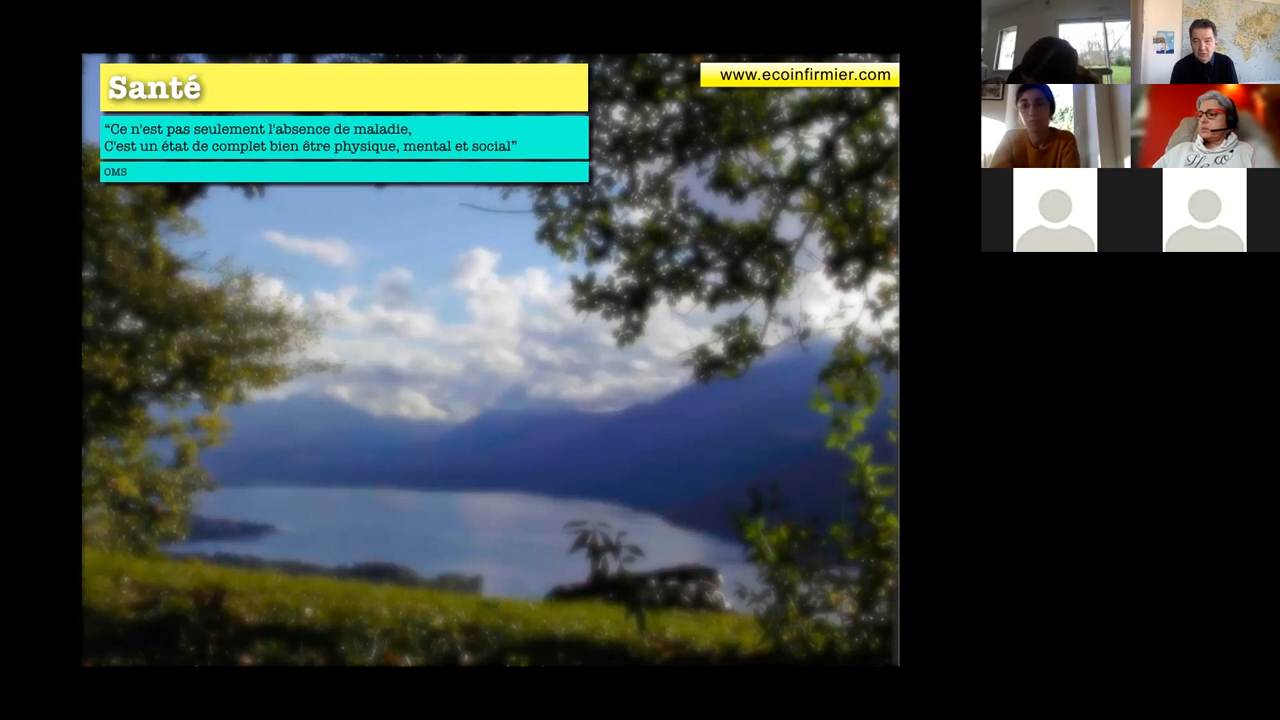 Santé
www.ecoinfirmier.com
“Ce n'est pas seulement l'absence de maladie,
C'est un état de complet bien être physique, mental et social”
OMS